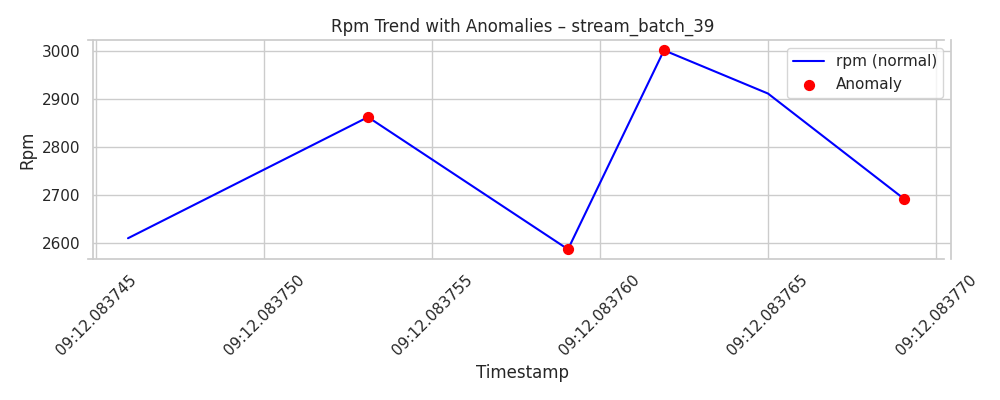 Rpm Trend with Anomalies – stream_batch_39
3000
2900
2800
2700
2600
Rpm
rpm (normal)
Anomaly
09:12.083745
09:12.083750
09:12.083755
09:12.083760
09:12.083765
09:12.083770
Timestamp